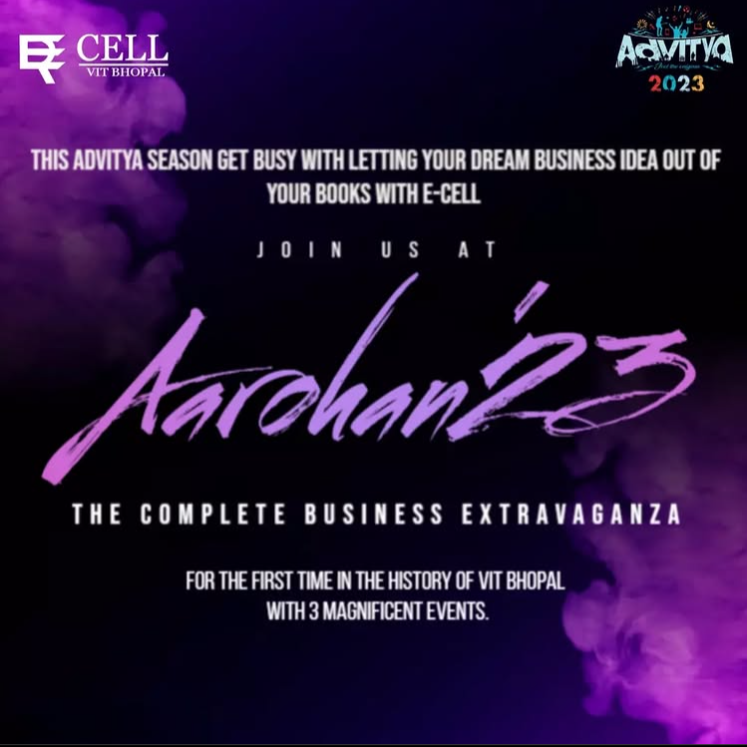 E CELL
VIT BHOPAL
ADVITYA
2023
THIS ADVITYA SEASON GET BUSY WITH LETTING YOUR DREAM BUSINESS IDEA OUT OF
YOUR BOOKS WITH E-CELL
JOIN US AT
Aarohan'23
THE COMPLETE BUSINESS EXTRAVAGANZA
FOR THE FIRST TIME IN THE HISTORY OF VIT BHOPAL
WITH 3 MAGNIFICENT EVENTS.